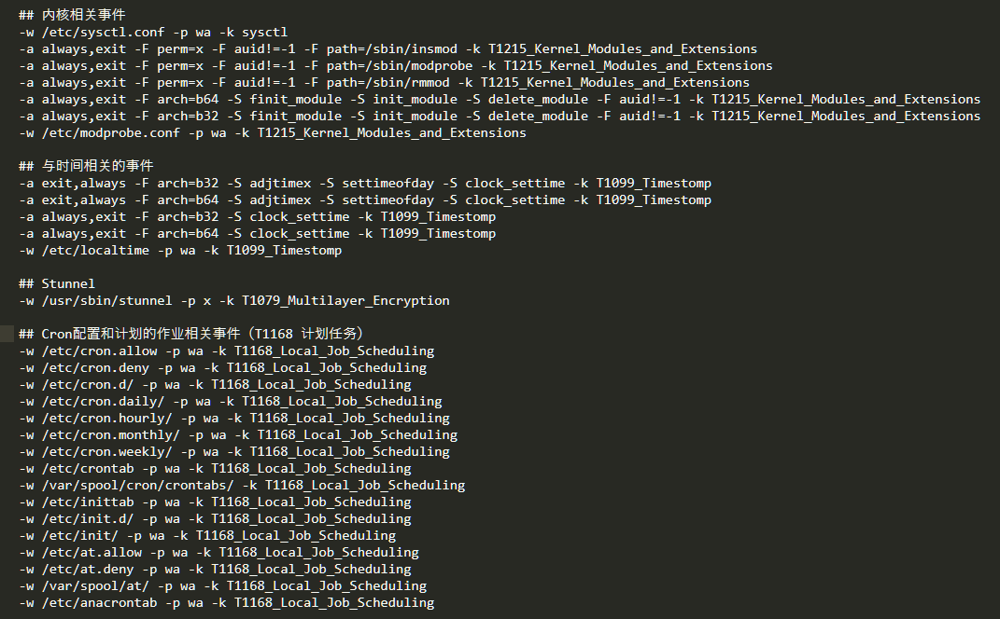 ## 内核相关事件
-w /etc/sysctl.conf -p wa -k sysctl
-a always,exit -F perm=x -F auid!=-1 -F path=/sbin/insmod -k T1215_Kernel_Modules_and_Extensions
-a always,exit -F perm=x -F auid!=-1 -F path=/sbin/modprobe -k T1215_Kernel_Modules_and_Extensions
-a always,exit -F perm=x -F auid!=-1 -F path=/sbin/rmmod -k T1215_Kernel_Modules_and_Extensions
-a always,exit -F arch=b64 -S finit_module -S init_module -S delete_module -F auid!=-1 -k T1215_Kernel_Modules_and_Extensions
-a always,exit -F arch=b32 -S finit_module -S init_module -S delete_module -F auid!=-1 -k T1215_Kernel_Modules_and_Extensions
-w /etc/modprobe.conf -p wa -k T1215_Kernel_Modules_and_Extensions
## 与时间相关的事件
-a exit,always -F arch=b32 -S adjtimex -S settimeofday -S clock_settime -k T1099_Timestomp
-a exit,always -F arch=b64 -S adjtimex -S settimeofday -S clock_settime -k T1099_Timestomp
-a always,exit -F arch=b32 -S clock_settime -k T1099_Timestomp
-a always,exit -F arch=b64 -S clock_settime -k T1099_Timestomp
-w /etc/localtime -p wa -k T1099_Timestomp
## Stunnel
-w /usr/sbin/stunnel -p x -k T1079_Multilayer_Encryption
## Cron配置和计划的作业相关事件（T1168 计划任务）
-w /etc/cron.allow -p wa -k T1168_Local_Job_Scheduling
-w /etc/cron.deny -p wa -k T1168_Local_Job_Scheduling
-w /etc/cron.d/ -p wa -k T1168_Local_Job_Scheduling
-w /etc/cron.daily/ -p wa -k T1168_Local_Job_Scheduling
-w /etc/cron.hourly/ -p wa -k T1168_Local_Job_Scheduling
-w /etc/cron.monthly/ -p wa -k T1168_Local_Job_Scheduling
-w /etc/cron.weekly/ -p wa -k T1168_Local_Job_Scheduling
-w /etc/crontab -p wa -k T1168_Local_Job_Scheduling
-w /var/spool/cron/crontabs/ -k T1168_Local_Job_Scheduling
-w /etc/inittab -p wa -k T1168_Local_Job_Scheduling
-w /etc/init.d/ -p wa -k T1168_Local_Job_Scheduling
-w /etc/init/ -p wa -k T1168_Local_Job_Scheduling
-w /etc/at.allow -p wa -k T1168_Local_Job_Scheduling
-w /etc/at.deny -p wa -k T1168_Local_Job_Scheduling
-w /var/spool/at/ -p wa -k T1168_Local_Job_Scheduling
-w /etc/anacrontab -p wa -k T1168_Local_Job_Scheduling